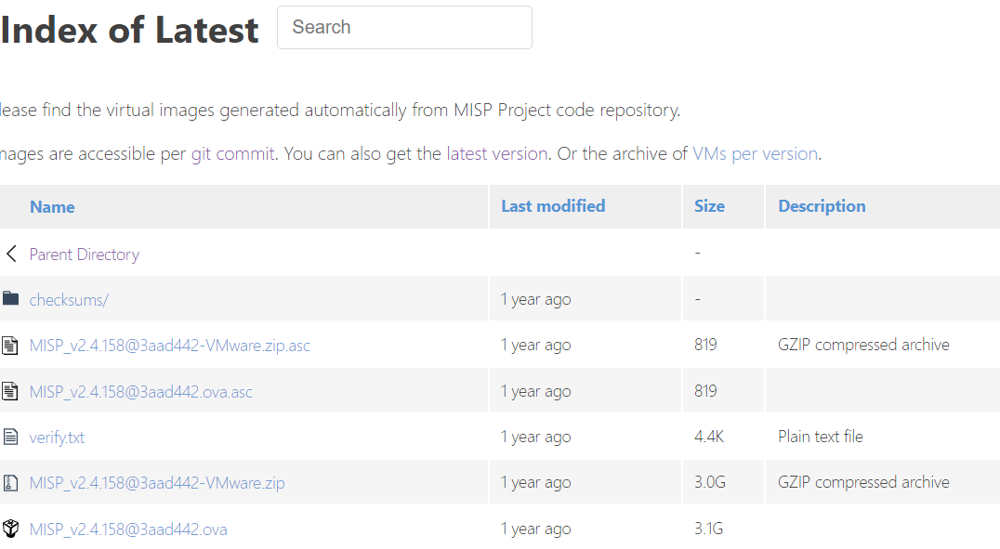 Index of Latest Search
lease find the virtual images generated automatically from MISP Project code repository.
mages are accessible per git commit. You can also get the latest version. Or the archive of VMs per version.
Name Last modified Size Description
Parent Directory -
checksums/ 1 year ago -
MISP_v2.4.158@3aad442-VMware.zip.asc 1 year ago 819 GZIP compressed archive
MISP_v2.4.158@3aad442.ova.asc 1 year ago 819
verify.txt 1 year ago 4.4K Plain text file
MISP_v2.4.158@3aad442-VMware.zip 1 year ago 3.0G GZIP compressed archive
MISP_v2.4.158@3aad442.ova 1 year ago 3.1G